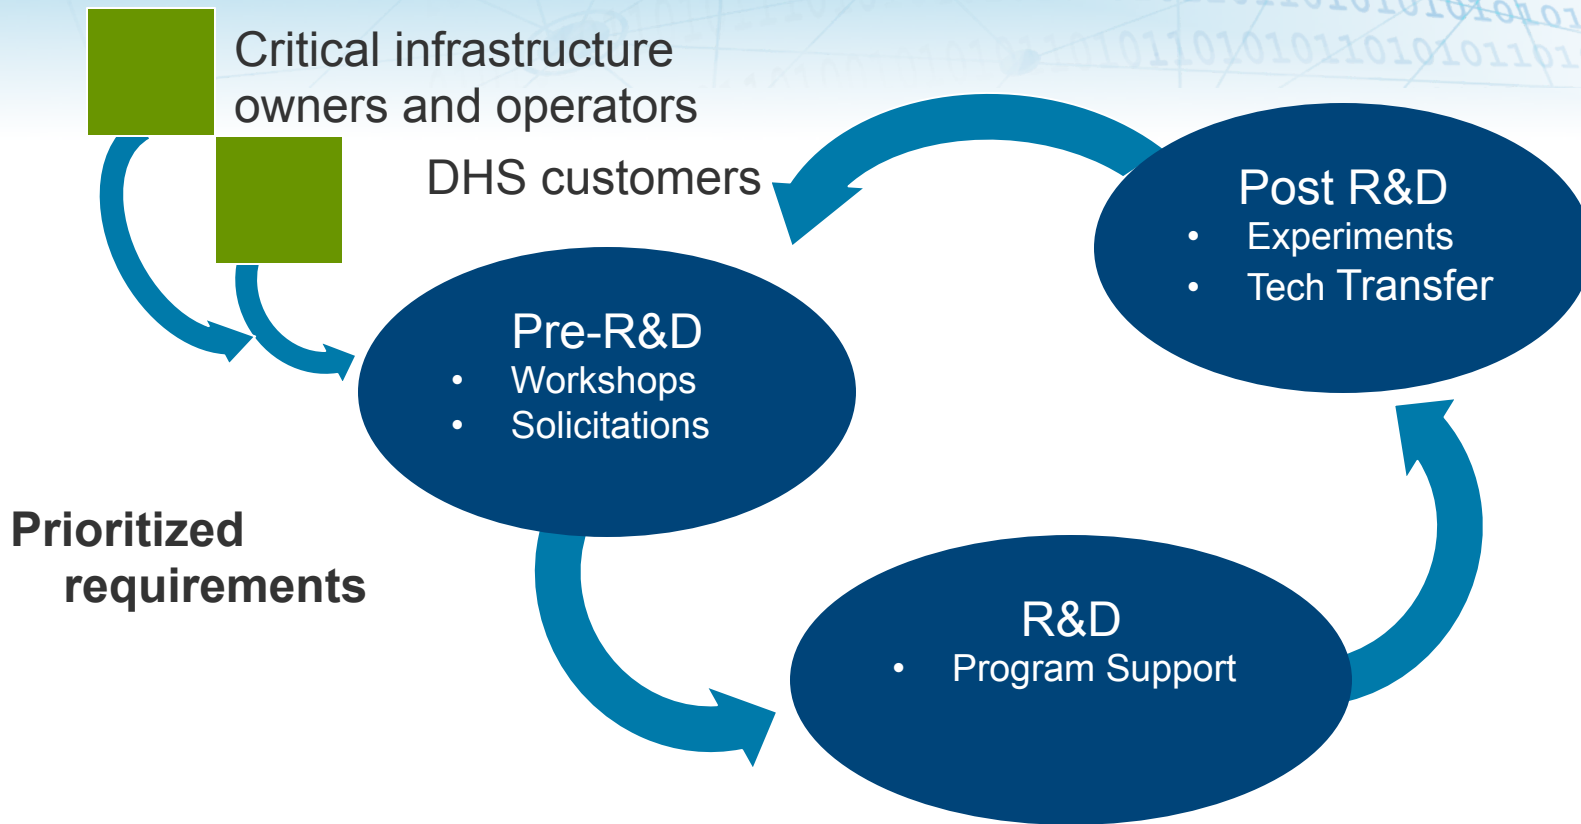 Critical infrastructure
owners and operators
DHS customers
Post R&D
• Experiments
• Tech Transfer
Pre-R&D
• Workshops
• Solicitations
Prioritized
requirements
R&D
• Program Support